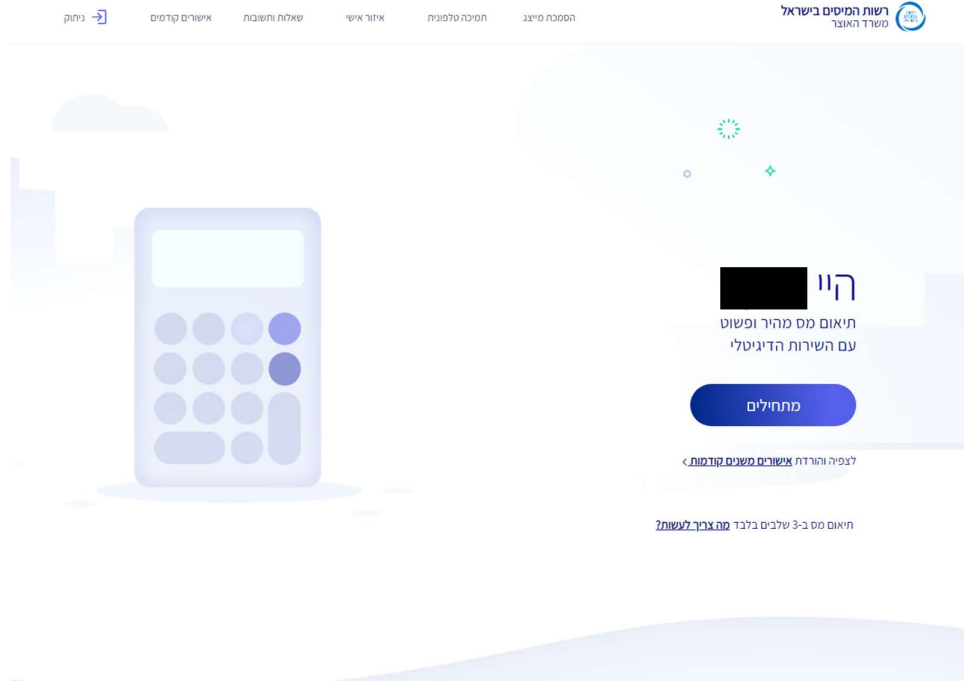 רשות המיסים בישראל
משרד האוצר
הסמכת מייצג
תמיכה טלפונית
איזור אישי
שאלות ותשובות
אישורים קודמים
ניתוק
היי
תיאום מס מהיר ופשוט
עם השירות הדיגיטלי
מתחילים
לצפיה והורדת אישורים משנים קודמות >
תיאום מס ב-3 שלבים בלבד מה צריך לעשות?